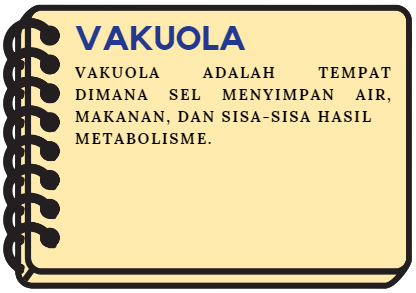 VAKUOLA
VAKUOLA ADALAH TEMPAT
DIMANA SEL MENYIMPAN AIR,
MAKANAN, DAN SISA-SISA HASIL
METABOLISME.